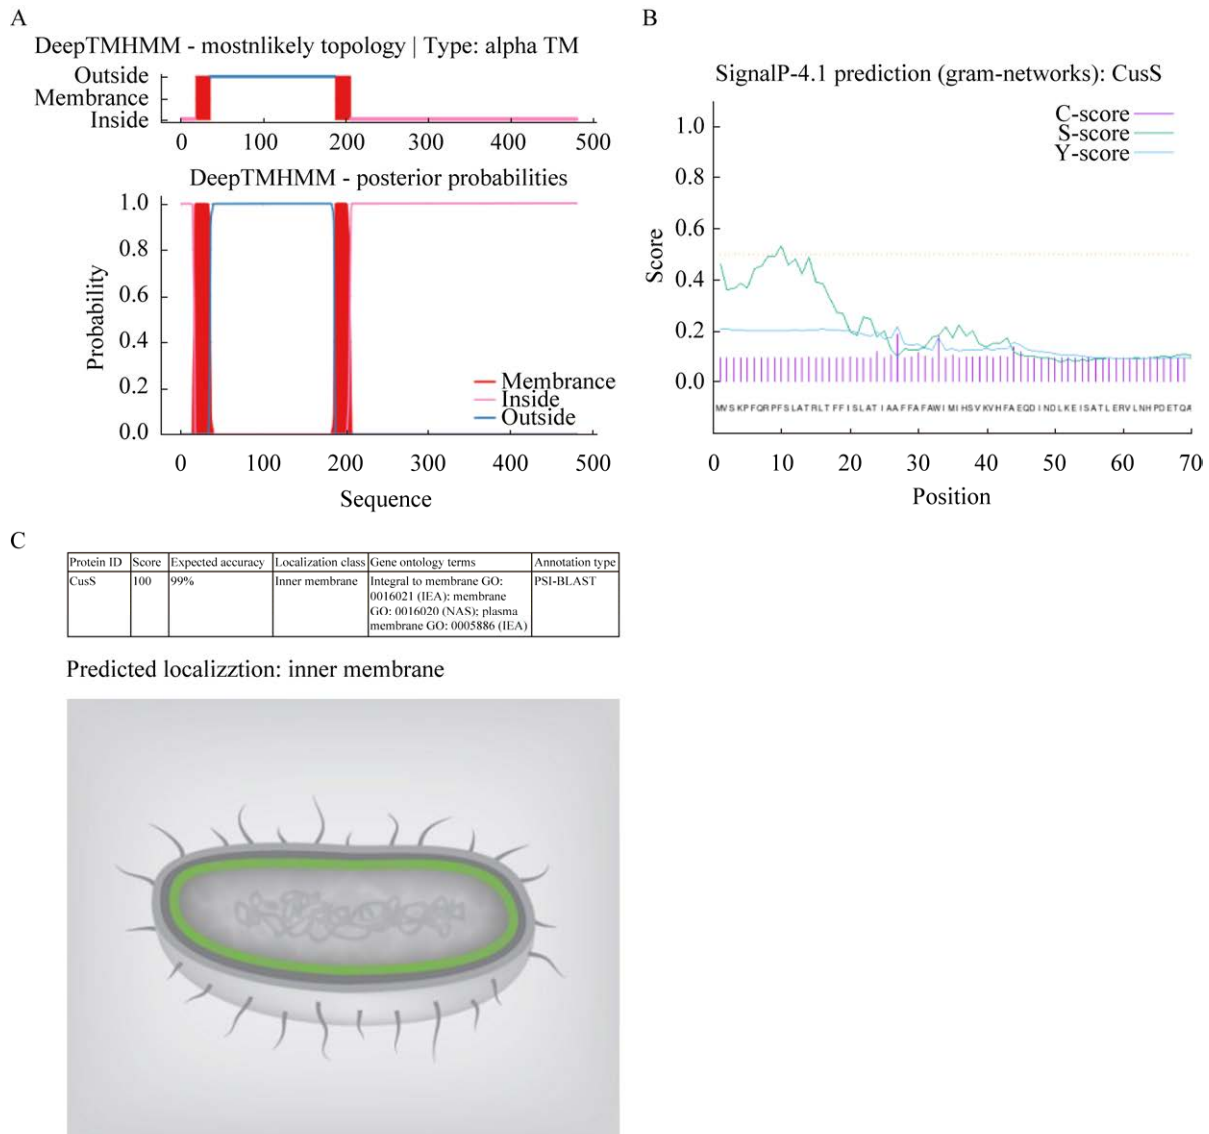 A
DeepTMHMM - mostnlikely topology | Type: alpha TM
Outside
Membrance
Inside
0 100 200 300 400 500
DeepTMHMM - posterior probabilities
1.0
0.8
0.6
0.4
0.2
0.0
Probability
Membrance
Inside
Outside
0 100 200 300 400 500
Sequence
B
SignalP-4.1 prediction (gram-networks): CusS
C-score
S-score
Y-score
1.0
0.8
0.6
0.4
0.2
0.0
Score
MVSKPFQRPFSLATRLTFFISLATIAAFFAFAWIMIHSVKVHFAEQDINDLKEISATLERVLNHPDETQA
0 10 20 30 40 50 60 70
Position
C
Protein ID Score Expected accuracy Localization class Gene ontology terms Annotation type
CusS 100 99% Inner membrane Integral to membrane GO: PSI-BLAST
0016021 (IEA): membrane
GO: 0016020 (NAS); plasma
membrane GO: 0005886 (IEA)
Predicted localizztion: inner membrane